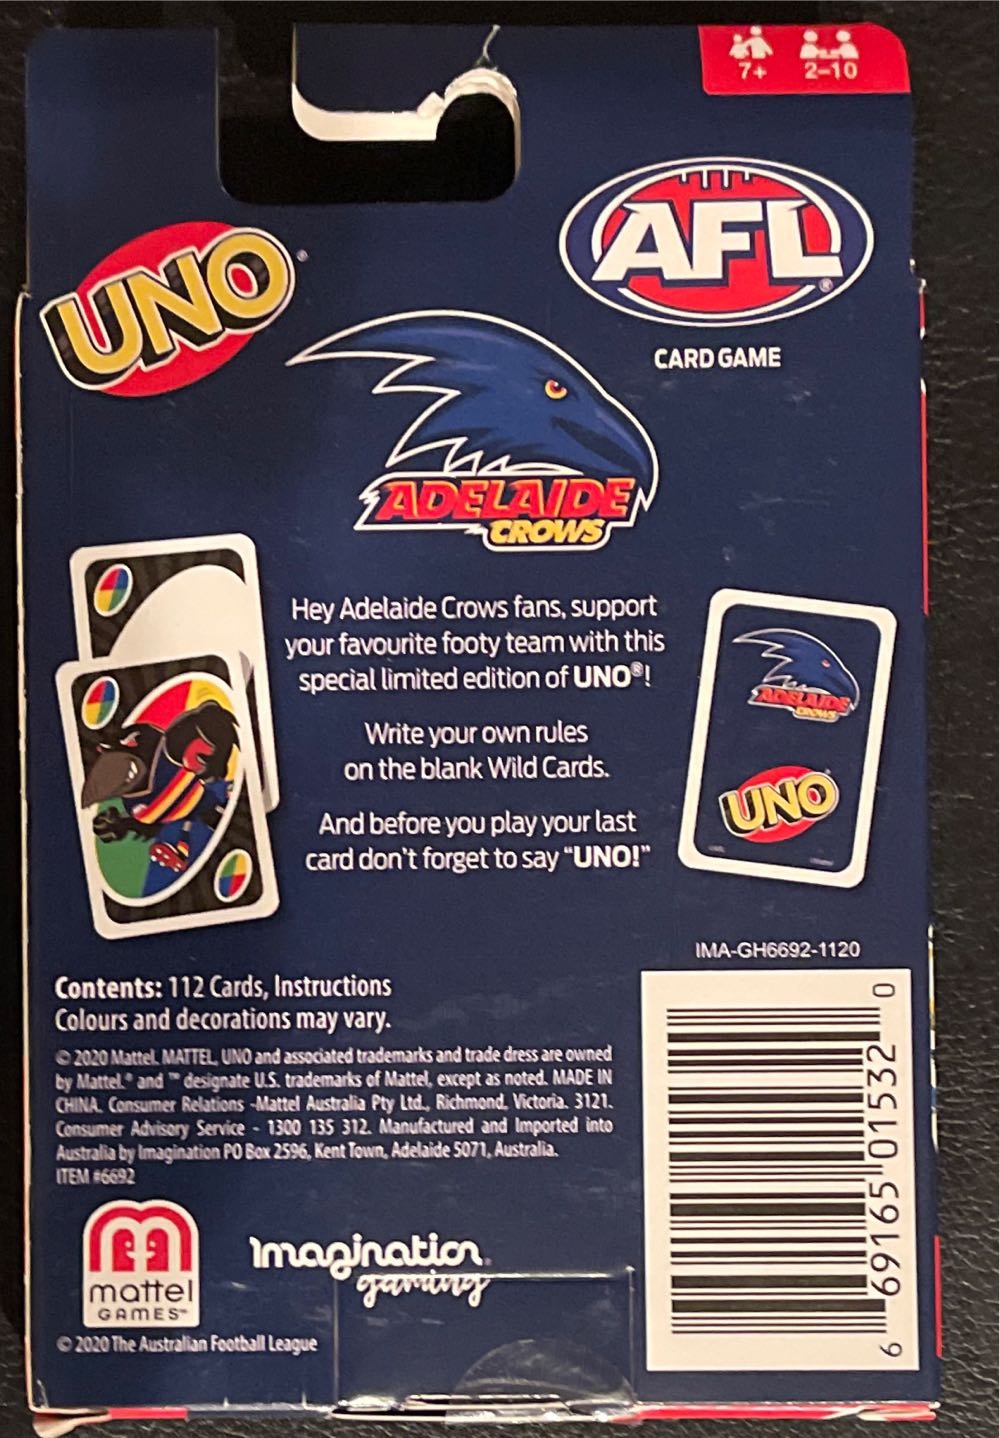 7+ 2-10
UNO®
AFL®
CARD GAME
ADELAIDE
CROWS
Hey Adelaide Crows fans, support
your favourite footy team with this
special limited edition of UNO®!
Write your own rules
on the blank Wild Cards.
And before you play your last
card don't forget to say “UNO!”
ADELAIDE
CROWS
UNO
IMA-GH6692-1120
Contents: 112 Cards, Instructions
Colours and decorations may vary.
© 2020 Mattel. MATTEL, UNO and associated trademarks and trade dress are owned
by Mattel.® and ™ designate U.S. trademarks of Mattel, except as noted. MADE IN
CHINA. Consumer Relations -Mattel Australia Pty Ltd., Richmond, Victoria. 3121.
Consumer Advisory Service - 1300 135 312. Manufactured and Imported into
Australia by Imagination PO Box 2596, Kent Town, Adelaide 5071, Australia.
ITEM #6692
mattel
GAMES™
Imagination
gaming
© 2020 The Australian Football League
6 69165 01532 0